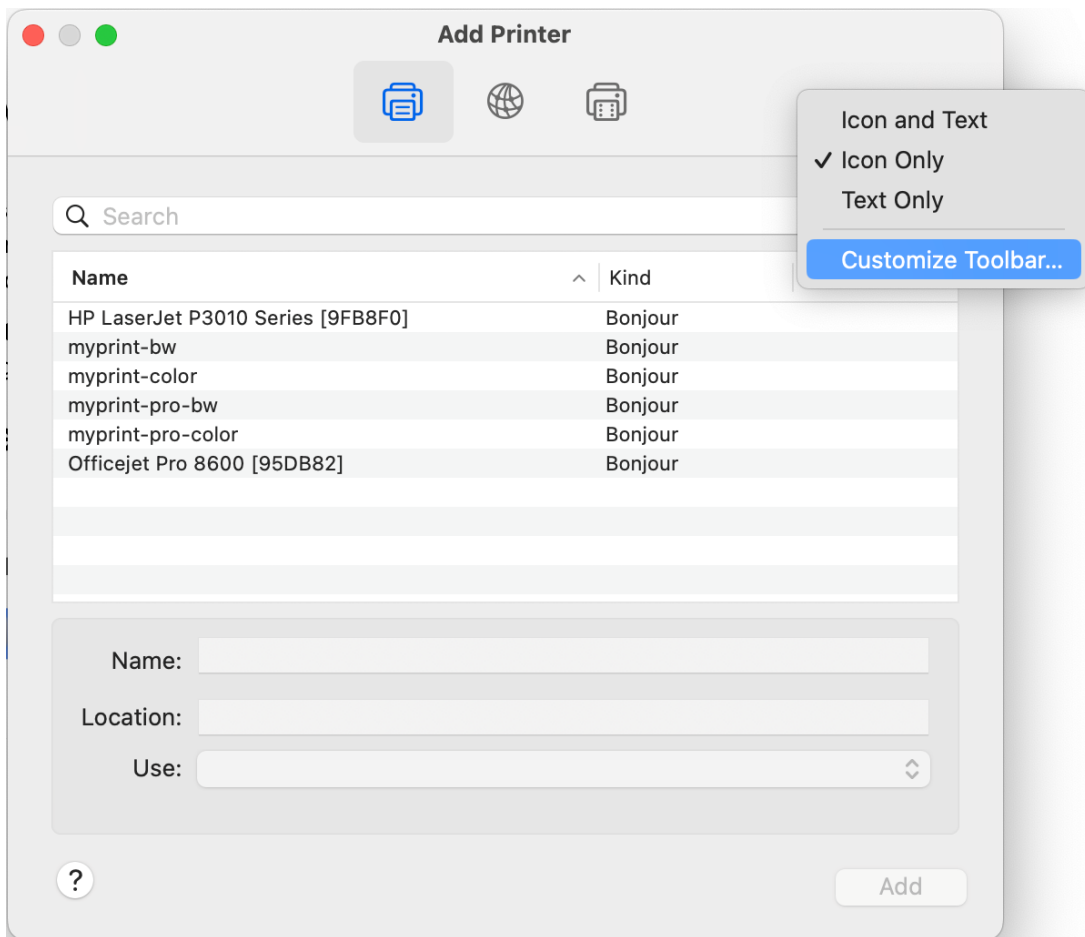 Add Printer
Icon and Text
✓ Icon Only
Text Only
Customize Toolbar...
Search
Name Kind
HP LaserJet P3010 Series [9FB8F0] Bonjour
myprint-bw Bonjour
myprint-color Bonjour
myprint-pro-bw Bonjour
myprint-pro-color Bonjour
Officejet Pro 8600 [95DB82] Bonjour
Name:
Location:
Use:
?
Add